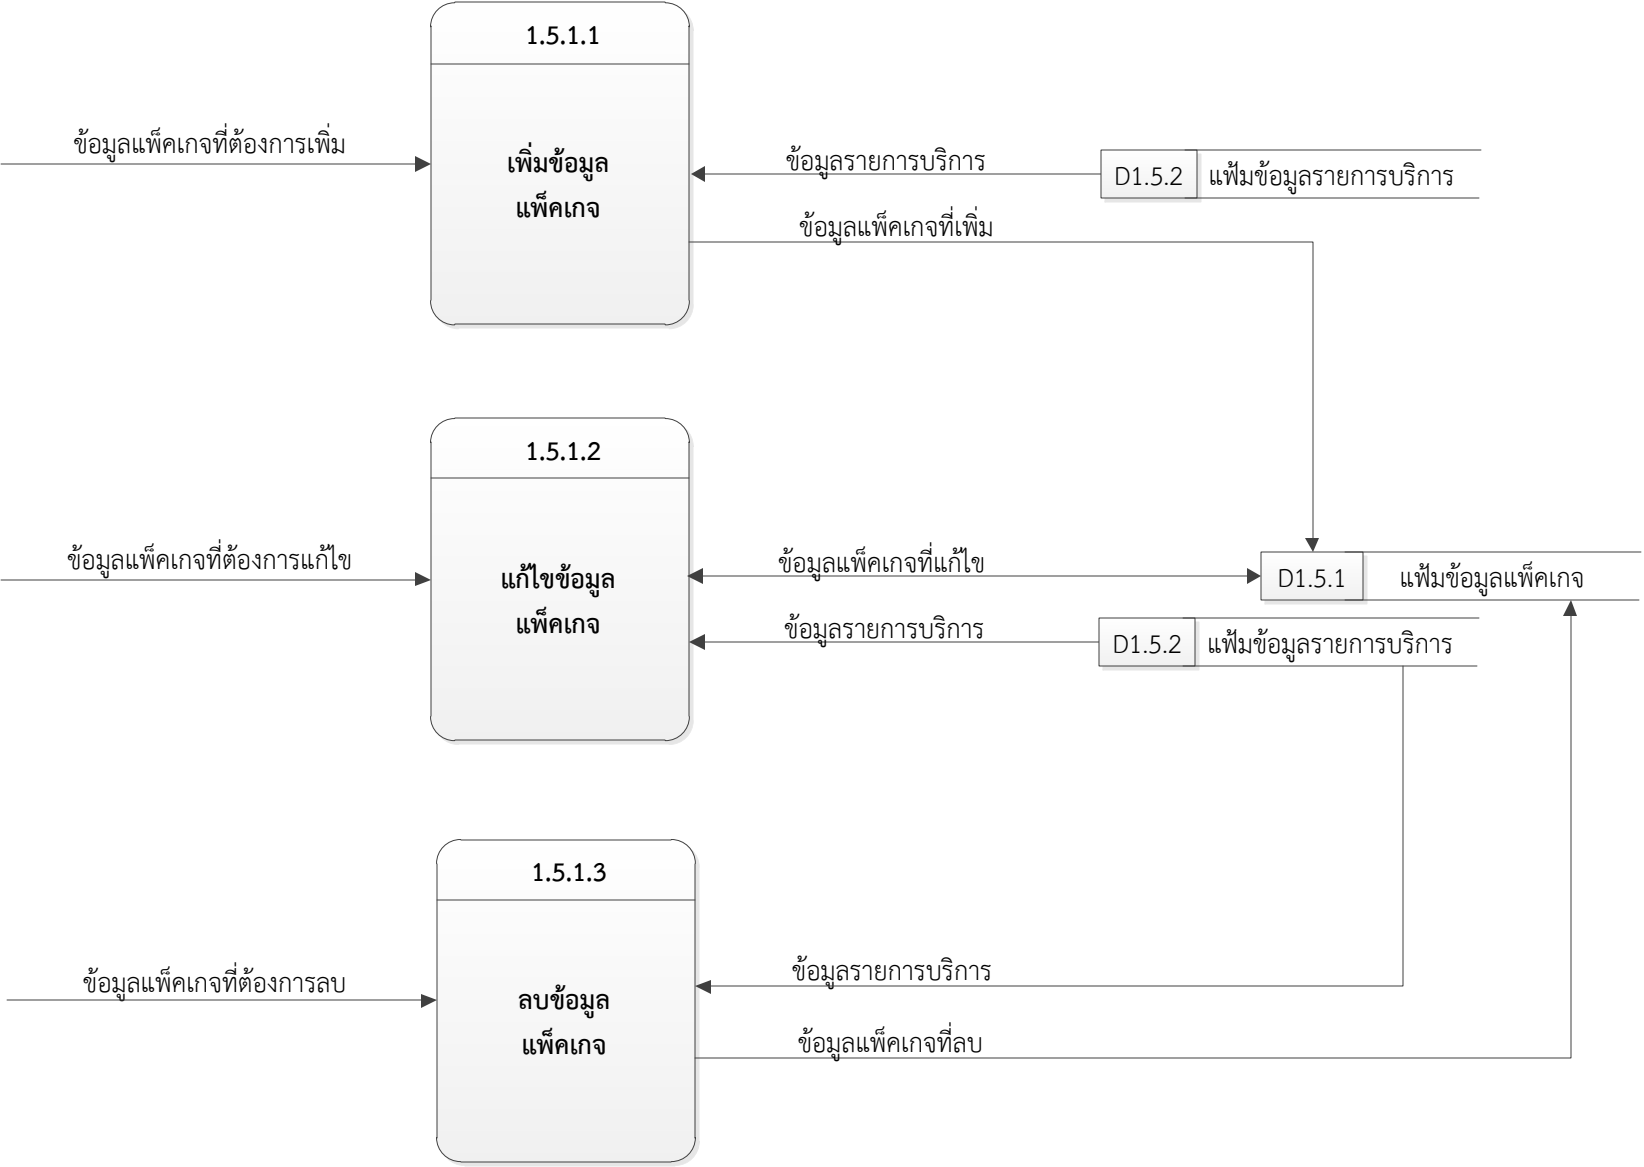 1.5.1.1
ข้อมูลแพ็คเกจที่ต้องการเพิ่ม
เพิ่มข้อมูล
แพ็คเกจ
ข้อมูลรายการบริการ
D1.5.2 แฟ้มข้อมูลรายการบริการ
ข้อมูลแพ็คเกจที่เพิ่ม
1.5.1.2
ข้อมูลแพ็คเกจที่ต้องการแก้ไข
แก้ไขข้อมูล
แพ็คเกจ
ข้อมูลแพ็คเกจที่แก้ไข
D1.5.1 แฟ้มข้อมูลแพ็คเกจ
ข้อมูลรายการบริการ
D1.5.2 แฟ้มข้อมูลรายการบริการ
1.5.1.3
ข้อมูลแพ็คเกจที่ต้องการลบ
ลบข้อมูล
แพ็คเกจ
ข้อมูลรายการบริการ
ข้อมูลแพ็คเกจที่ลบ